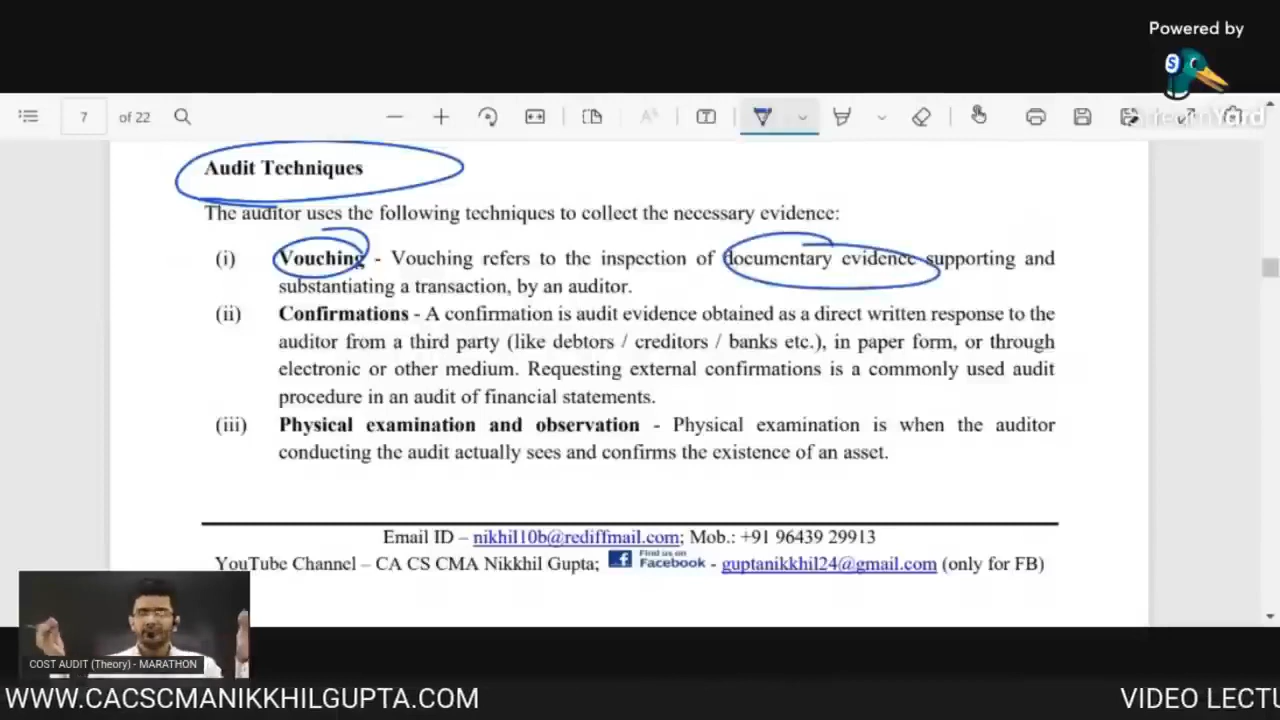 Powered by
7 of 22
Audit Techniques
The auditor uses the following techniques to collect the necessary evidence:
(i) Vouching - Vouching refers to the inspection of documentary evidence supporting and
substantiating a transaction, by an auditor.
(ii) Confirmations - A confirmation is audit evidence obtained as a direct written response to the
auditor from a third party (like debtors / creditors / banks etc.), in paper form, or through
electronic or other medium. Requesting external confirmations is a commonly used audit
procedure in an audit of financial statements.
(iii) Physical examination and observation - Physical examination is when the auditor
conducting the audit actually sees and confirms the existence of an asset.
Email ID – nikhil10b@rediffmail.com; Mob.: +91 96439 29913
YouTube Channel – CA CS CMA Nikkhil Gupta; Find us on Facebook - guptanikkhil24@gmail.com (only for FB)
COST AUDIT (Theory) - MARATHON
WWW.CACSCMANIKKHILGUPTA.COM VIDEO LECTU